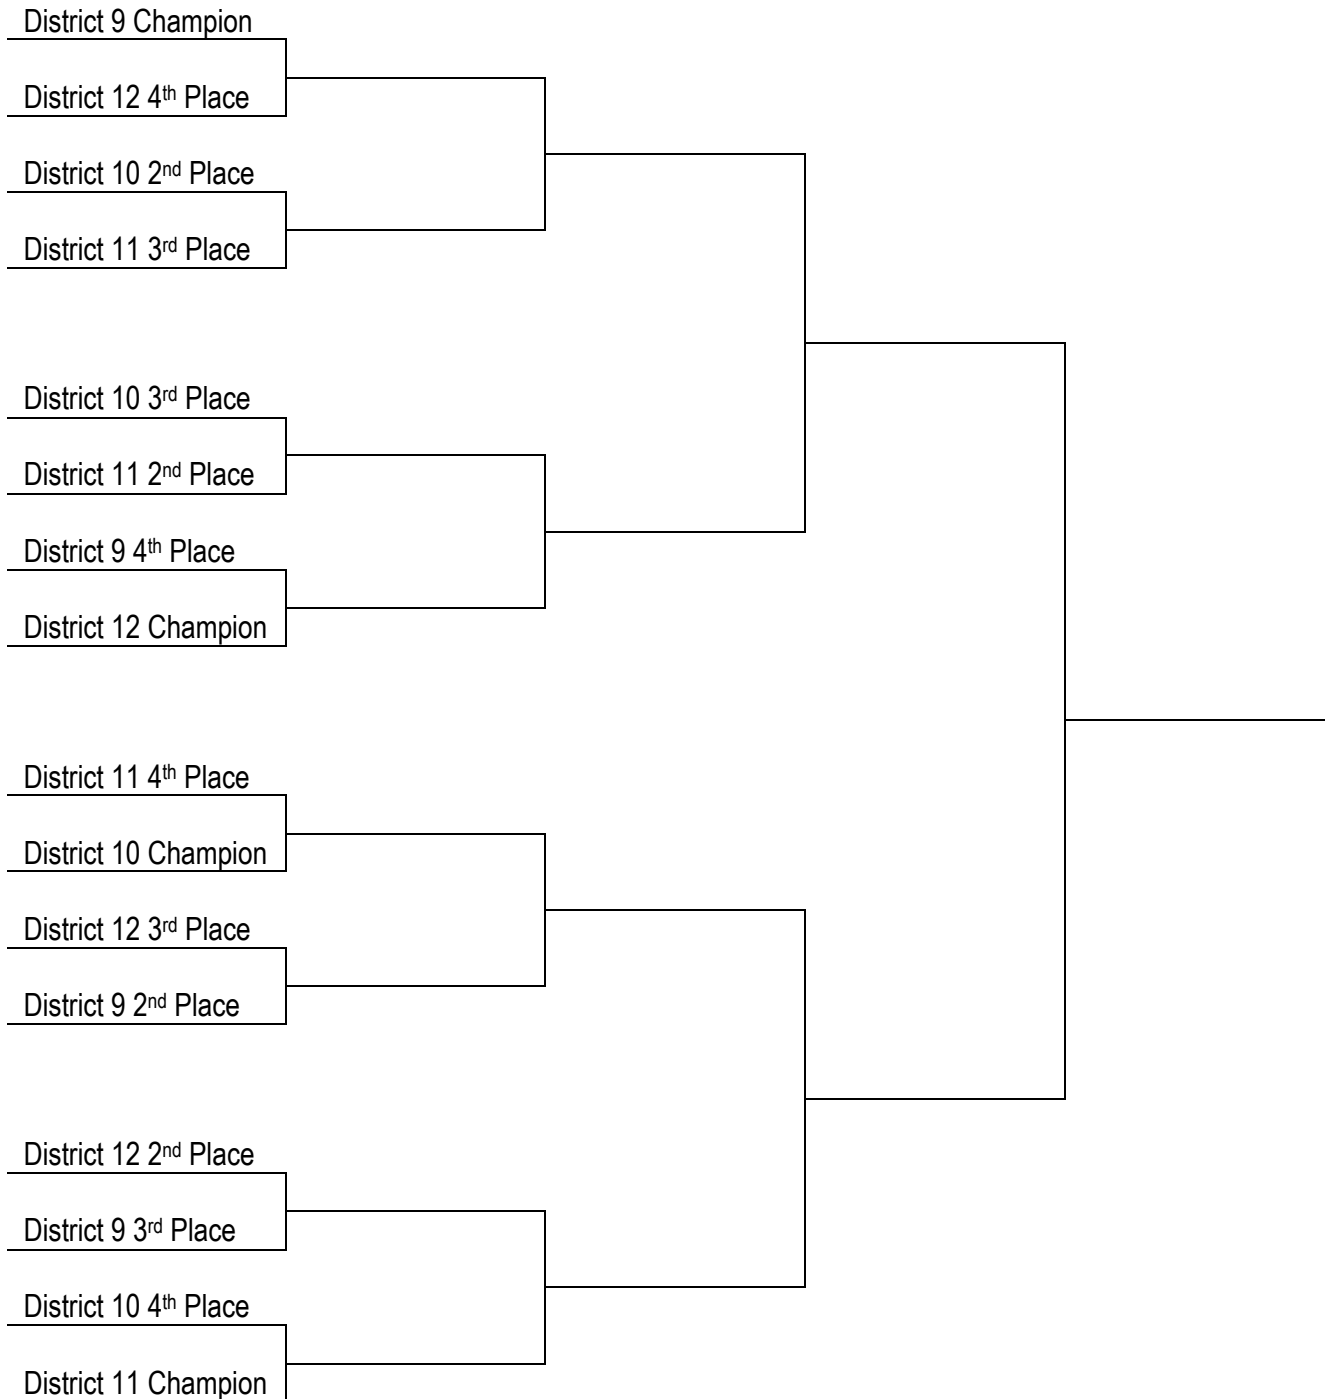 District 9 Champion
District 12 4th Place
District 10 2nd Place
District 11 3rd Place
District 10 3rd Place
District 11 2nd Place
District 9 4th Place
District 12 Champion
District 11 4th Place
District 10 Champion
District 12 3rd Place
District 9 2nd Place
District 12 2nd Place
District 9 3rd Place
District 10 4th Place
District 11 Champion